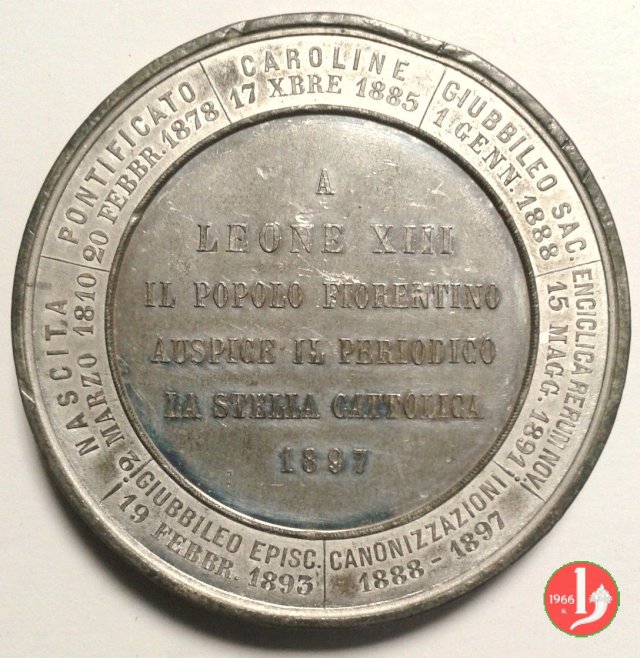 A
LEONE XIII
IL POPOLO FIORENTINO
AUSPICE IL PERIODICO
LA STELLA CATTOLICA
1897
NASCITA
2 MARZO 1810
PONTIFICATO
20 FEBBR. 1878
CAROLINE
17 XBRE 1885
GIUBBILEO SAC.
1 GENN. 1888
ENCICLICA RERUM NOV.
15 MAGG. 1891
CANONIZZAZIONI
1888 - 1897
GIUBBILEO EPISC.
19 FEBBR. 1893
1966